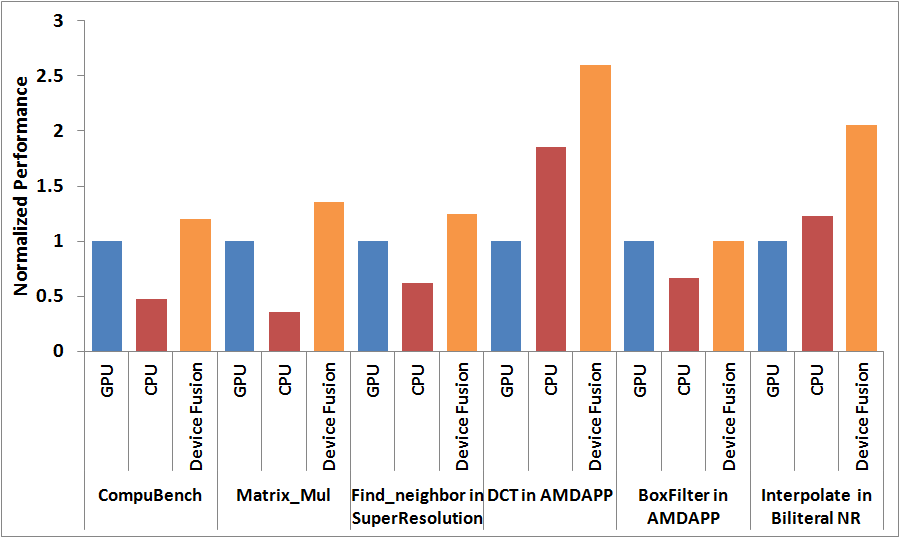 Normalized Performance
3
2.5
2
1.5
1
0.5
0
GPU
CPU
Device Fusion
GPU
CPU
Device Fusion
GPU
CPU
Device Fusion
GPU
CPU
Device Fusion
GPU
CPU
Device Fusion
GPU
CPU
Device Fusion
CompuBench
Matrix_Mul
Find_neighbor in
SuperResolution
DCT in AMDAPP
BoxFilter in
AMDAPP
Interpolate in
Biliteral NR